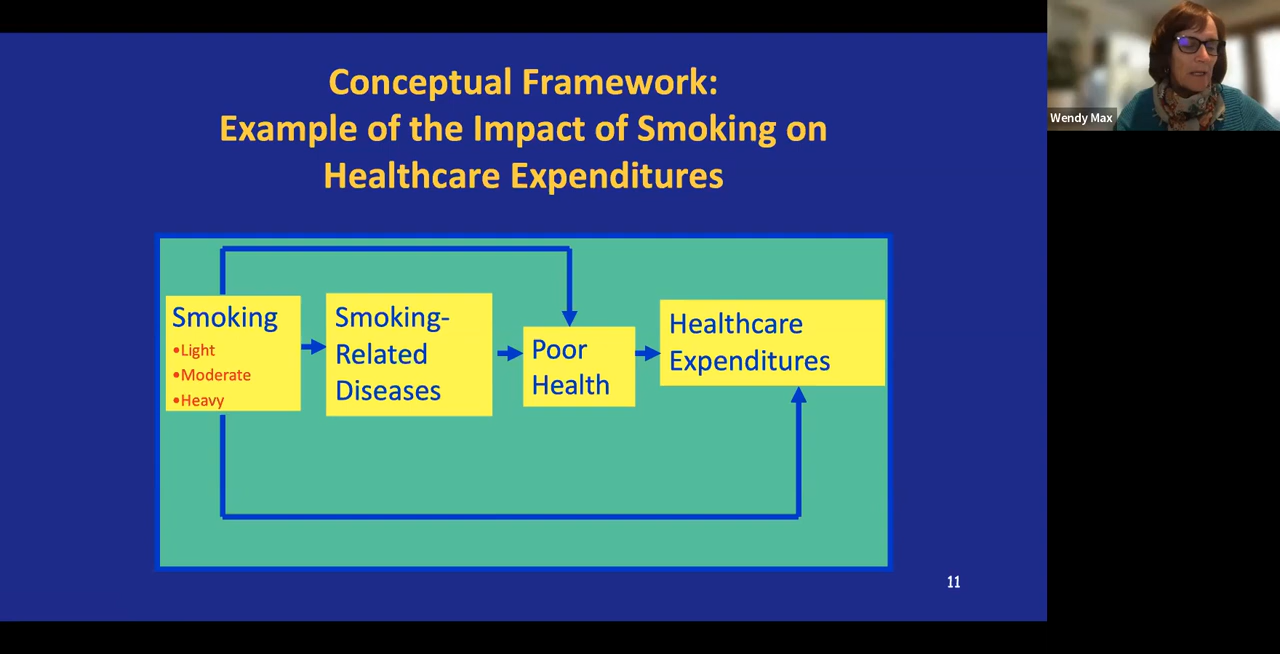 Conceptual Framework:
Example of the Impact of Smoking on
Healthcare Expenditures
Smoking
•Light
•Moderate
•Heavy
Smoking-
Related
Diseases
Poor
Health
Healthcare
Expenditures
11
Wendy Max